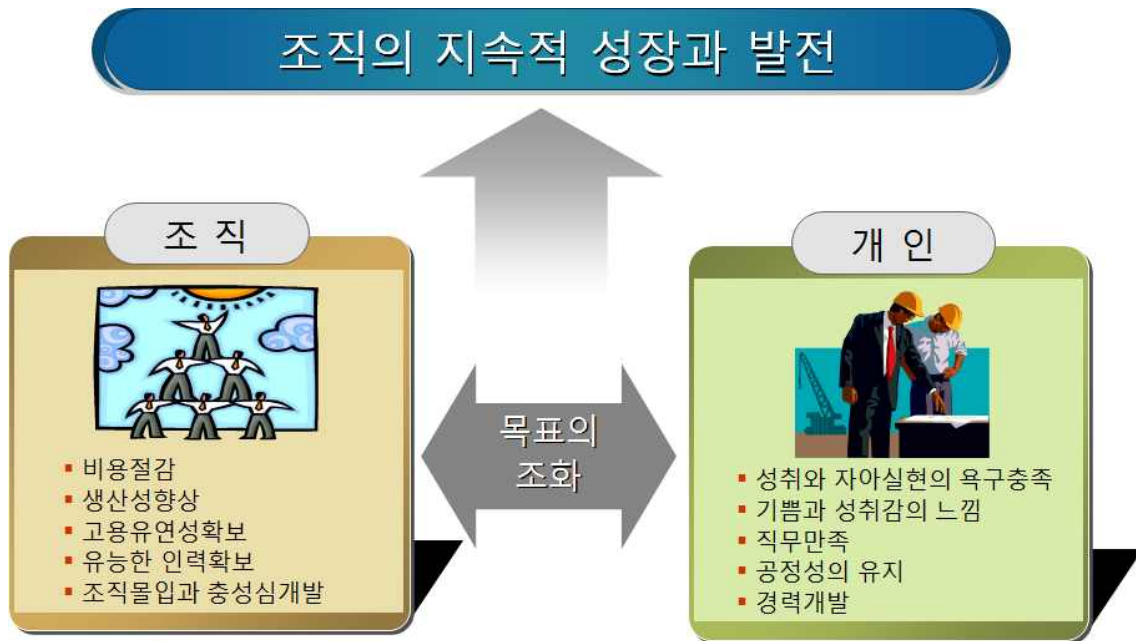 조직의 지속적 성장과 발전
조 직
비용절감
생산성향상
고용유연성확보
유능한 인력확보
조직몰입과 충성심개발
목표의
조화
개 인
성취와 자아실현의 욕구충족
기쁨과 성취감의 느낌
직무만족
공정성의 유지
경력개발